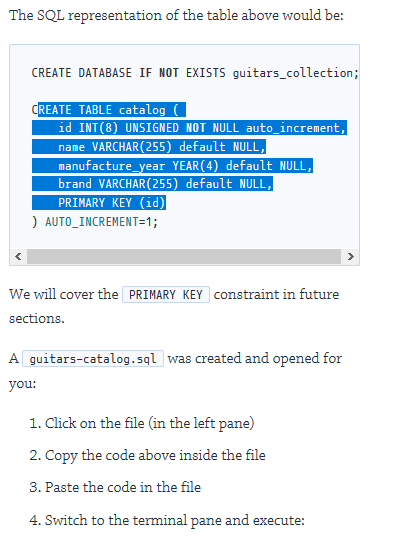 The SQL representation of the table above would be:
CREATE DATABASE IF NOT EXISTS guitars_collection;
CREATE TABLE catalog (
id INT(8) UNSIGNED NOT NULL auto_increment,
name VARCHAR(255) default NULL,
manufacture_year YEAR(4) default NULL,
brand VARCHAR(255) default NULL,
PRIMARY KEY (id)
) AUTO_INCREMENT=1;
We will cover the PRIMARY KEY constraint in future
sections.
A guitars-catalog.sql was created and opened for
you:
1. Click on the file (in the left pane)
2. Copy the code above inside the file
3. Paste the code in the file
4. Switch to the terminal pane and execute: